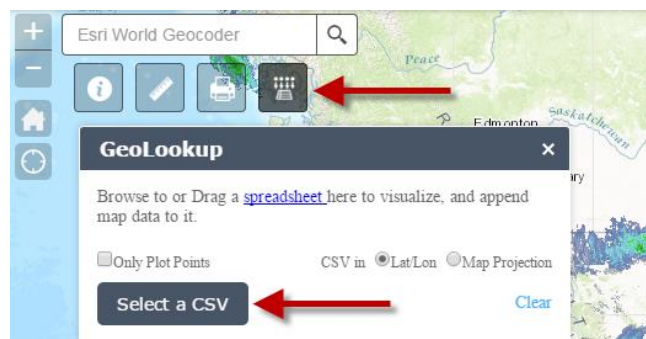 +
Esri World Geocoder
−
Peace
Saskatchewan
Edmonton
GeoLookup ×
Browse to or Drag a spreadsheet here to visualize, and append
map data to it.
Only Plot Points CSV in Lat/Lon Map Projection
Select a CSV Clear